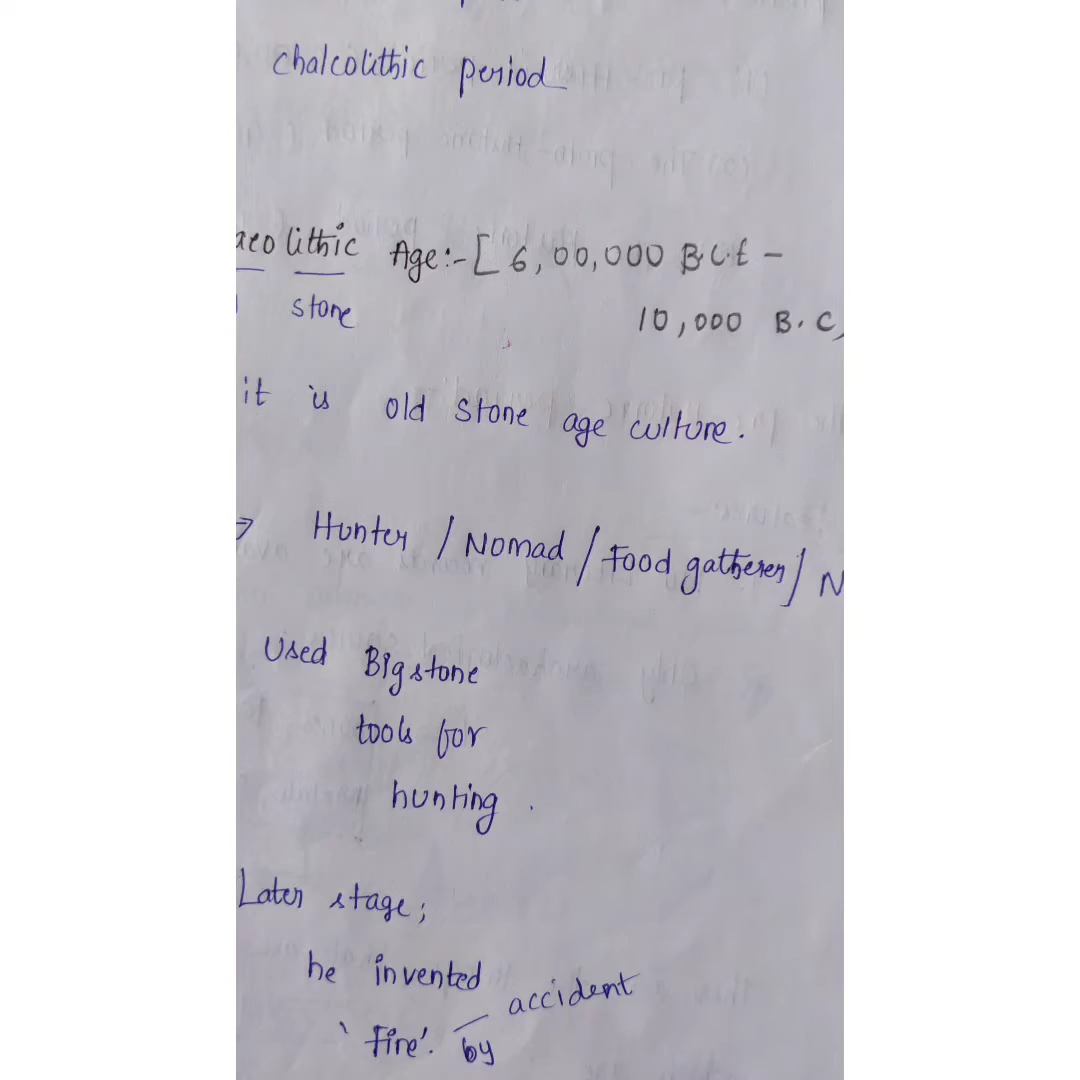 chalcolithic period
aeolithic Age:- [ 6,00,000 B.C.E –
stone 10,000 B.C,
it is old stone age culture.
→ Hunter / Nomad / Food gatherer / N
Used Big stone
tools for
hunting.
Later stage;
he invented
'Fire'. by accident